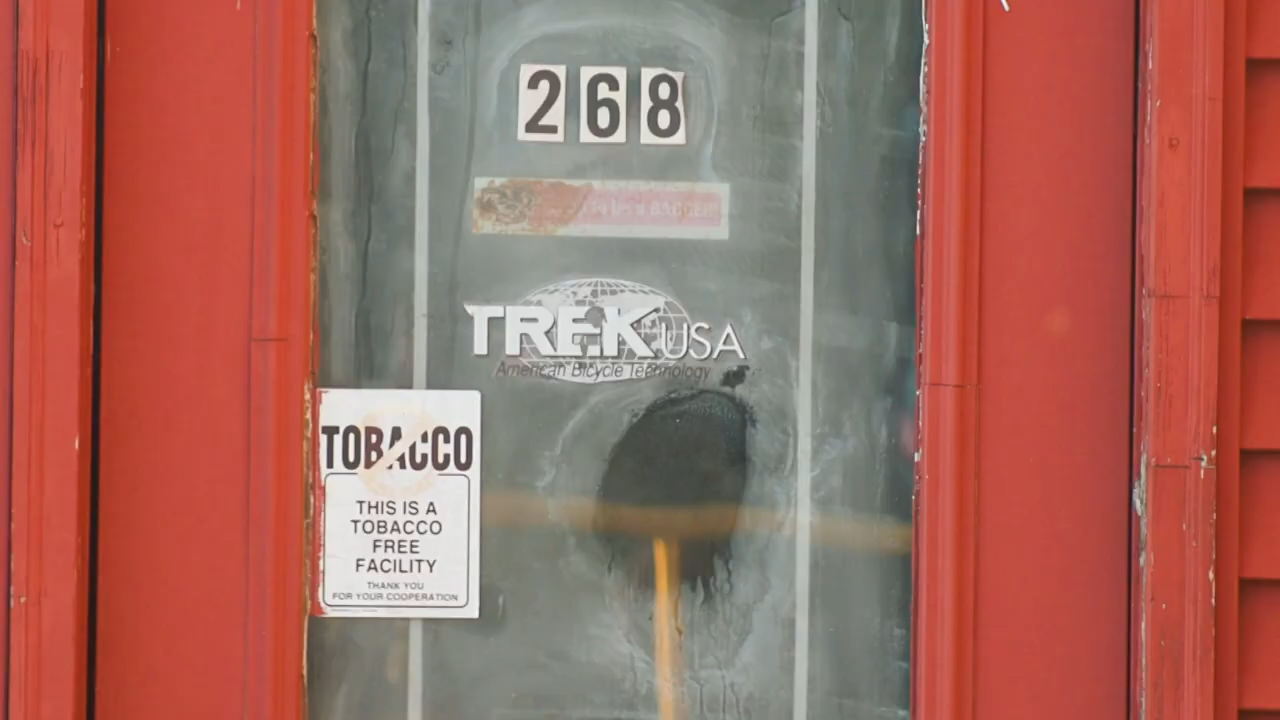 268
TREK USA
American Bicycle Technology
TOBACCO
THIS IS A
TOBACCO
FREE
FACILITY
THANK YOU
FOR YOUR COOPERATION